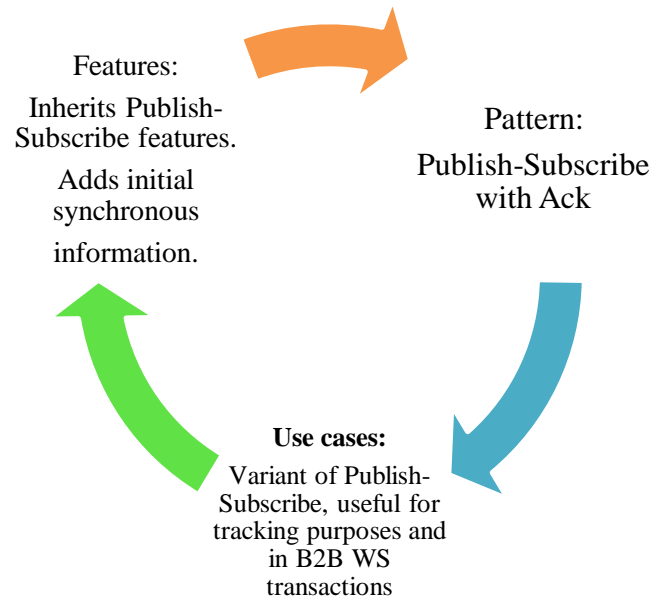 Features:
Inherits Publish-
Subscribe features.
Adds initial
synchronous
information.
Pattern:
Publish-Subscribe
with Ack
Use cases:
Variant of Publish-
Subscribe, useful for
tracking purposes and
in B2B WS
transactions